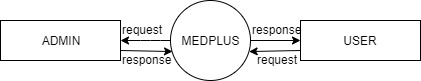 request
response
ADMIN
MEDPLUS
USER
response
request